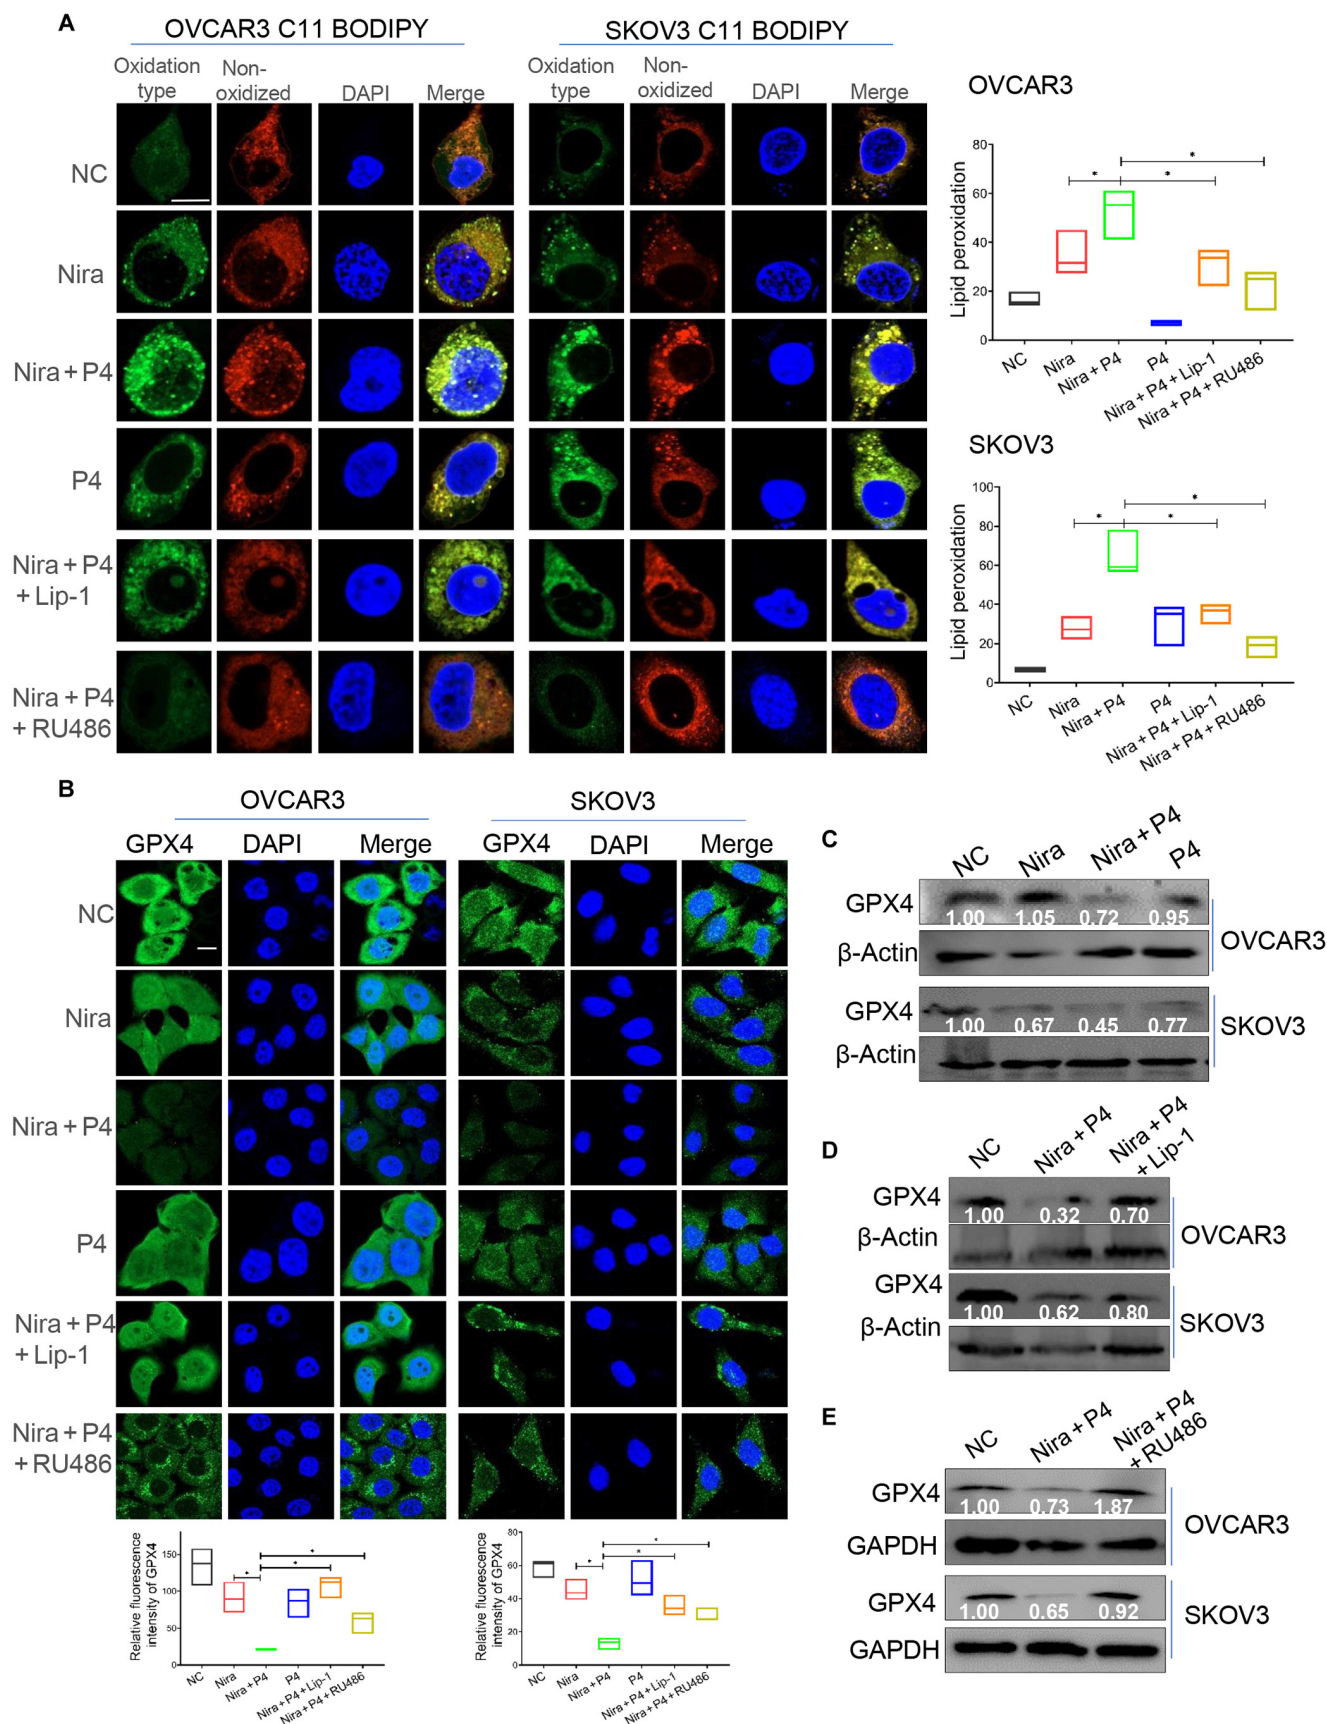 A
OVCAR3 C11 BODIPY
SKOV3 C11 BODIPY
Oxidation type
Non-oxidized
DAPI
Merge
Oxidation type
Non-oxidized
DAPI
Merge
NC
Nira
Nira + P4
P4
Nira + P4
+ Lip-1
Nira + P4
+ RU486
OVCAR3
Lipid peroxidation
80
60
40
20
0
NC
Nira
Nira + P4
P4
Nira + P4 + Lip-1
Nira + P4 + RU486
* * * 
SKOV3
Lipid peroxidation
100
80
60
40
20
0
NC
Nira
Nira + P4
P4
Nira + P4 + Lip-1
Nira + P4 + RU486
* * *
B
OVCAR3
SKOV3
GPX4 DAPI Merge
GPX4 DAPI Merge
NC
Nira
Nira + P4
P4
Nira + P4
+ Lip-1
Nira + P4
+ RU486
Relative fluorescence
intensity of GPX4
150
100
50
0
NC
Nira
Nira + P4
P4
Nira + P4 + Lip-1
Nira + P4 + RU486
* * *
Relative fluorescence
intensity of GPX4
80
60
40
20
0
NC
Nira
Nira + P4
P4
Nira + P4 + Lip-1
Nira + P4 + RU486
* * *
C
NC Nira Nira + P4 P4
GPX4
1.00 1.05 0.72 0.95
β-Actin
OVCAR3
GPX4
1.00 0.67 0.45 0.77
β-Actin
SKOV3
D
NC
Nira + P4
Nira + P4
+ Lip-1
GPX4
1.00 0.32 0.70
β-Actin
OVCAR3
GPX4
1.00 0.62 0.80
β-Actin
SKOV3
E
NC
Nira + P4
Nira + P4
+ RU486
GPX4
1.00 0.73 1.87
GAPDH
OVCAR3
GPX4
1.00 0.65 0.92
GAPDH
SKOV3